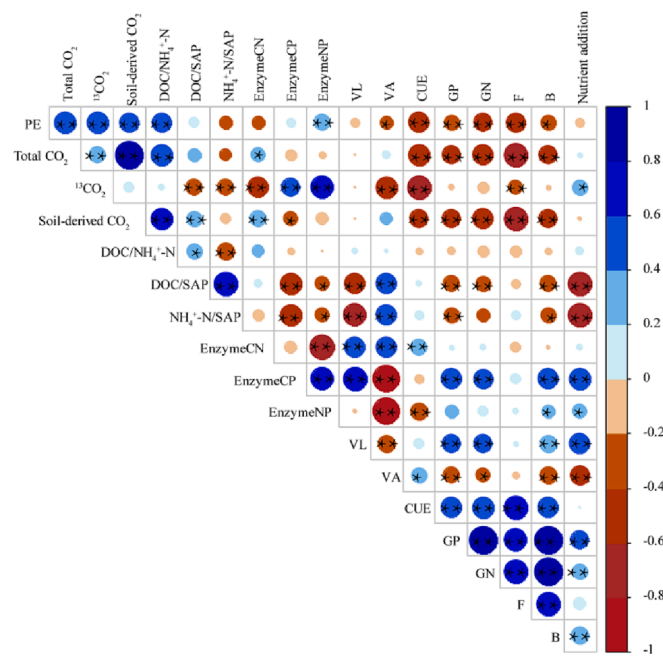 Total CO₂
¹³CO₂
Soil-derived CO₂
DOC/NH₄⁺-N
DOC/SAP
NH₄⁺-N/SAP
EnzymeCN
EnzymeCP
EnzymeNP
VL
VA
CUE
GP
GN
F
B
Nutrient addition
PE
Total CO₂
¹³CO₂
Soil-derived CO₂
DOC/NH₄⁺-N
DOC/SAP
NH₄⁺-N/SAP
EnzymeCN
EnzymeCP
EnzymeNP
VL
VA
CUE
GP
GN
F
B
1
0.8
0.6
0.4
0.2
0
-0.2
-0.4
-0.6
-0.8
-1